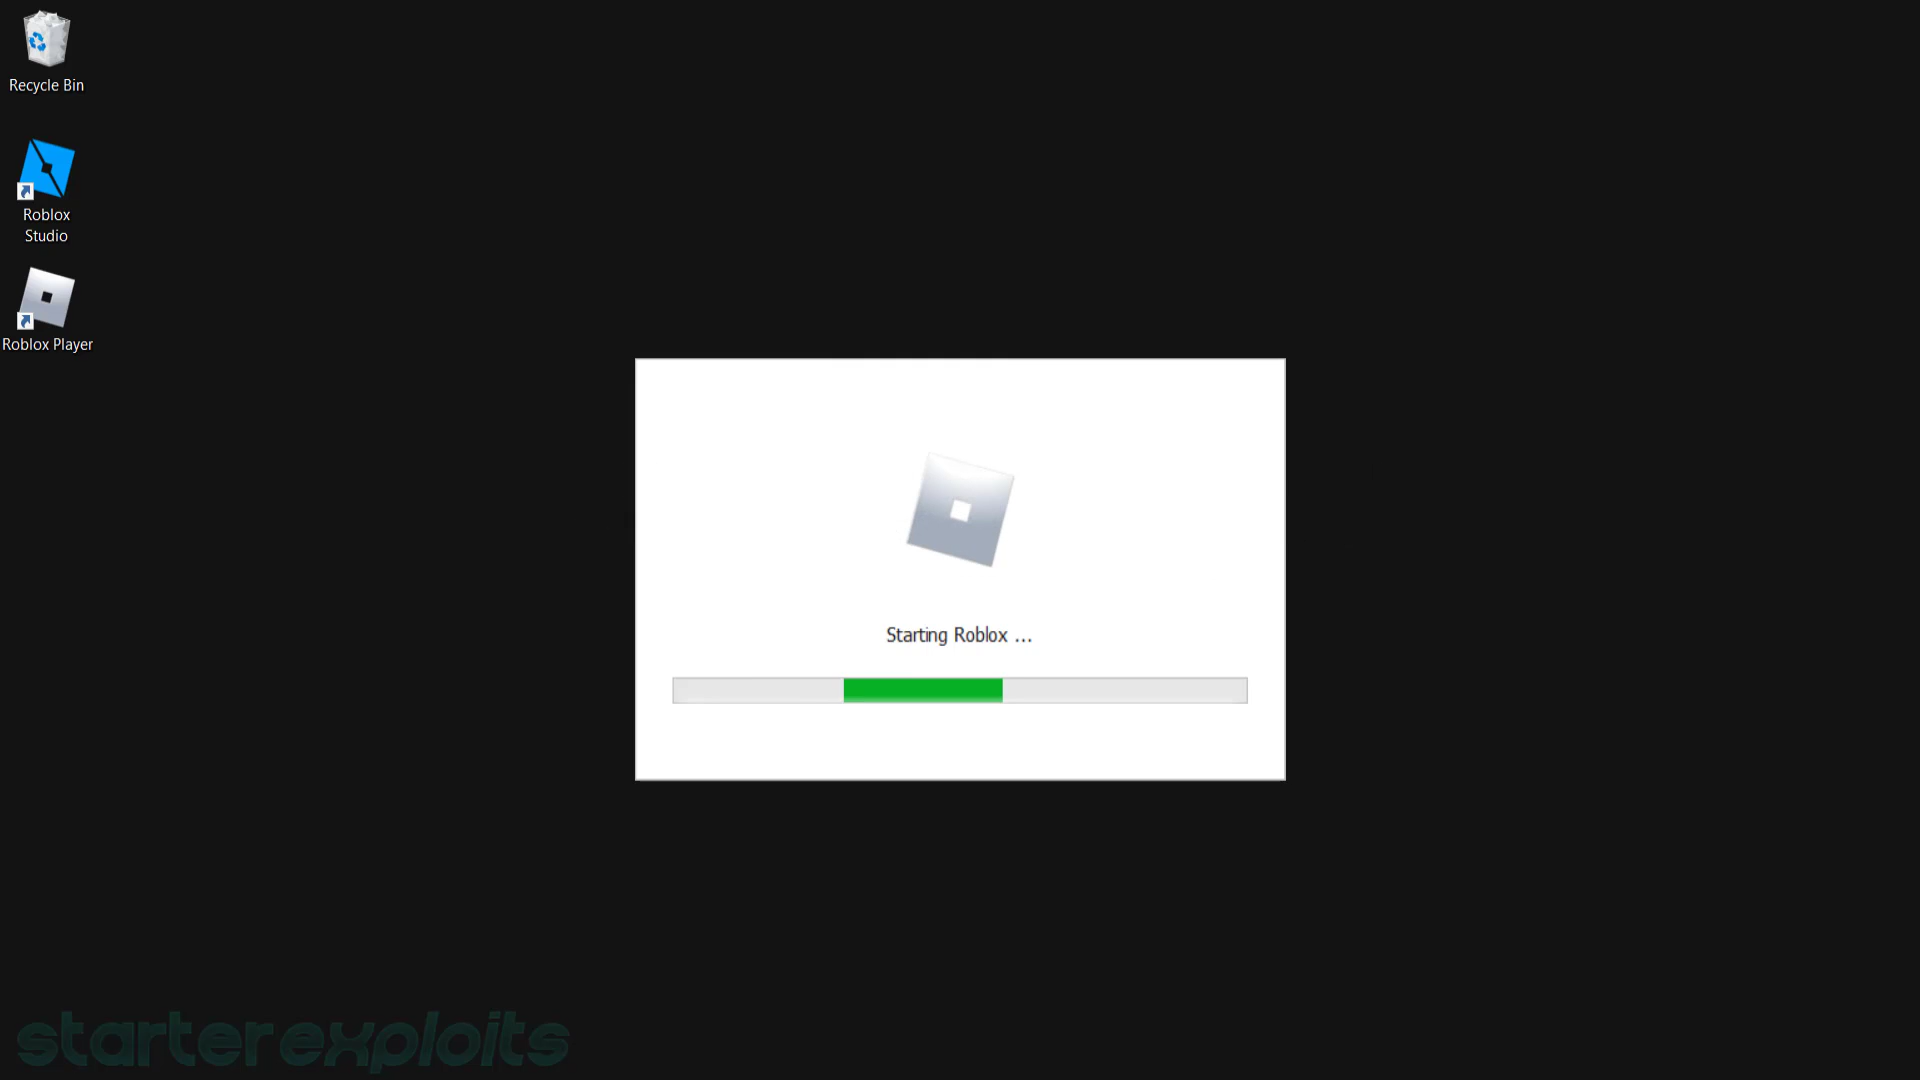 Recycle Bin
Roblox
Studio
Roblox Player
Starting Roblox ...
starterexploits